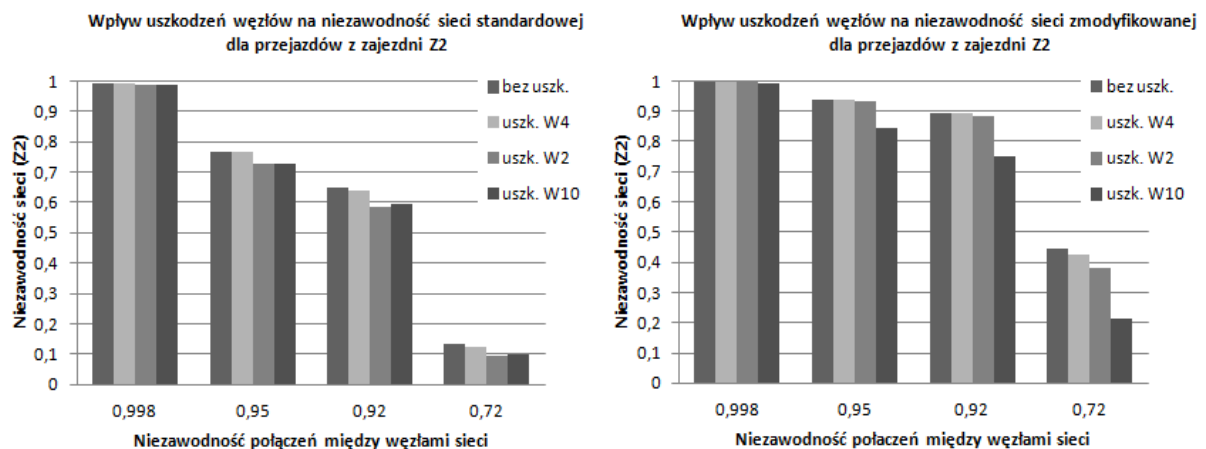 Wpływ uszkodzeń węzłów na niezawodność sieci standardowej
dla przejazdów z zajezdni Z2
Niezawodność sieci (Z2)
1
0,9
0,8
0,7
0,6
0,5
0,4
0,3
0,2
0,1
0
bez uszk.
uszk. W4
uszk. W2
uszk. W10
0,998 0,95 0,92 0,72
Niezawodność połączeń między węzłami sieci
Wpływ uszkodzeń węzłów na niezawodność sieci zmodyfikowanej
dla przejazdów z zajezdni Z2
Niezawodność sieci (Z2)
1
0,9
0,8
0,7
0,6
0,5
0,4
0,3
0,2
0,1
0
bez uszk.
uszk. W4
uszk. W2
uszk. W10
0,998 0,95 0,92 0,72
Niezawodność połaczeń między węzłami sieci